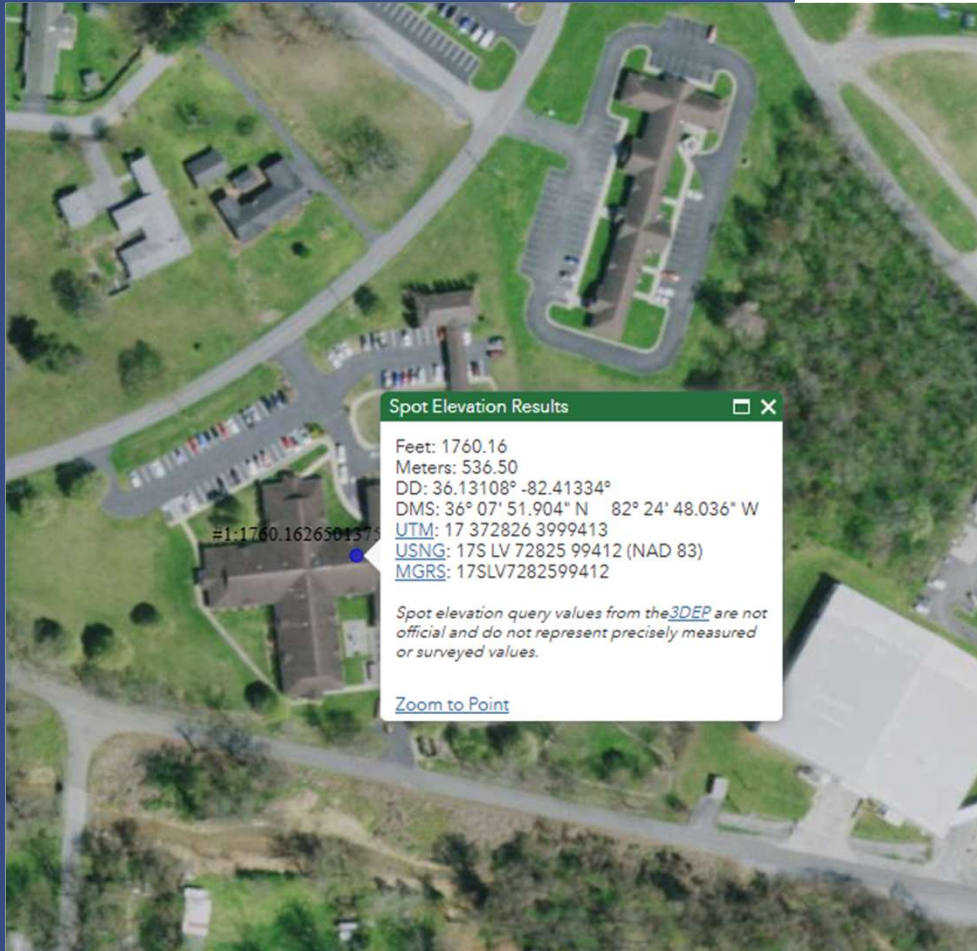 Spot Elevation Results
Feet: 1760.16
Meters: 536.50
DD: 36.13108° -82.41334°
DMS: 36° 07' 51.904" N 82° 24' 48.036" W
UTM: 17 372826 3999413
USNG: 17S LV 72825 99412 (NAD 83)
MGRS: 17SLV7282599412
Spot elevation query values from the3DEP are not
official and do not represent precisely measured
or surveyed values.
Zoom to Point
#1:1760.1626501375